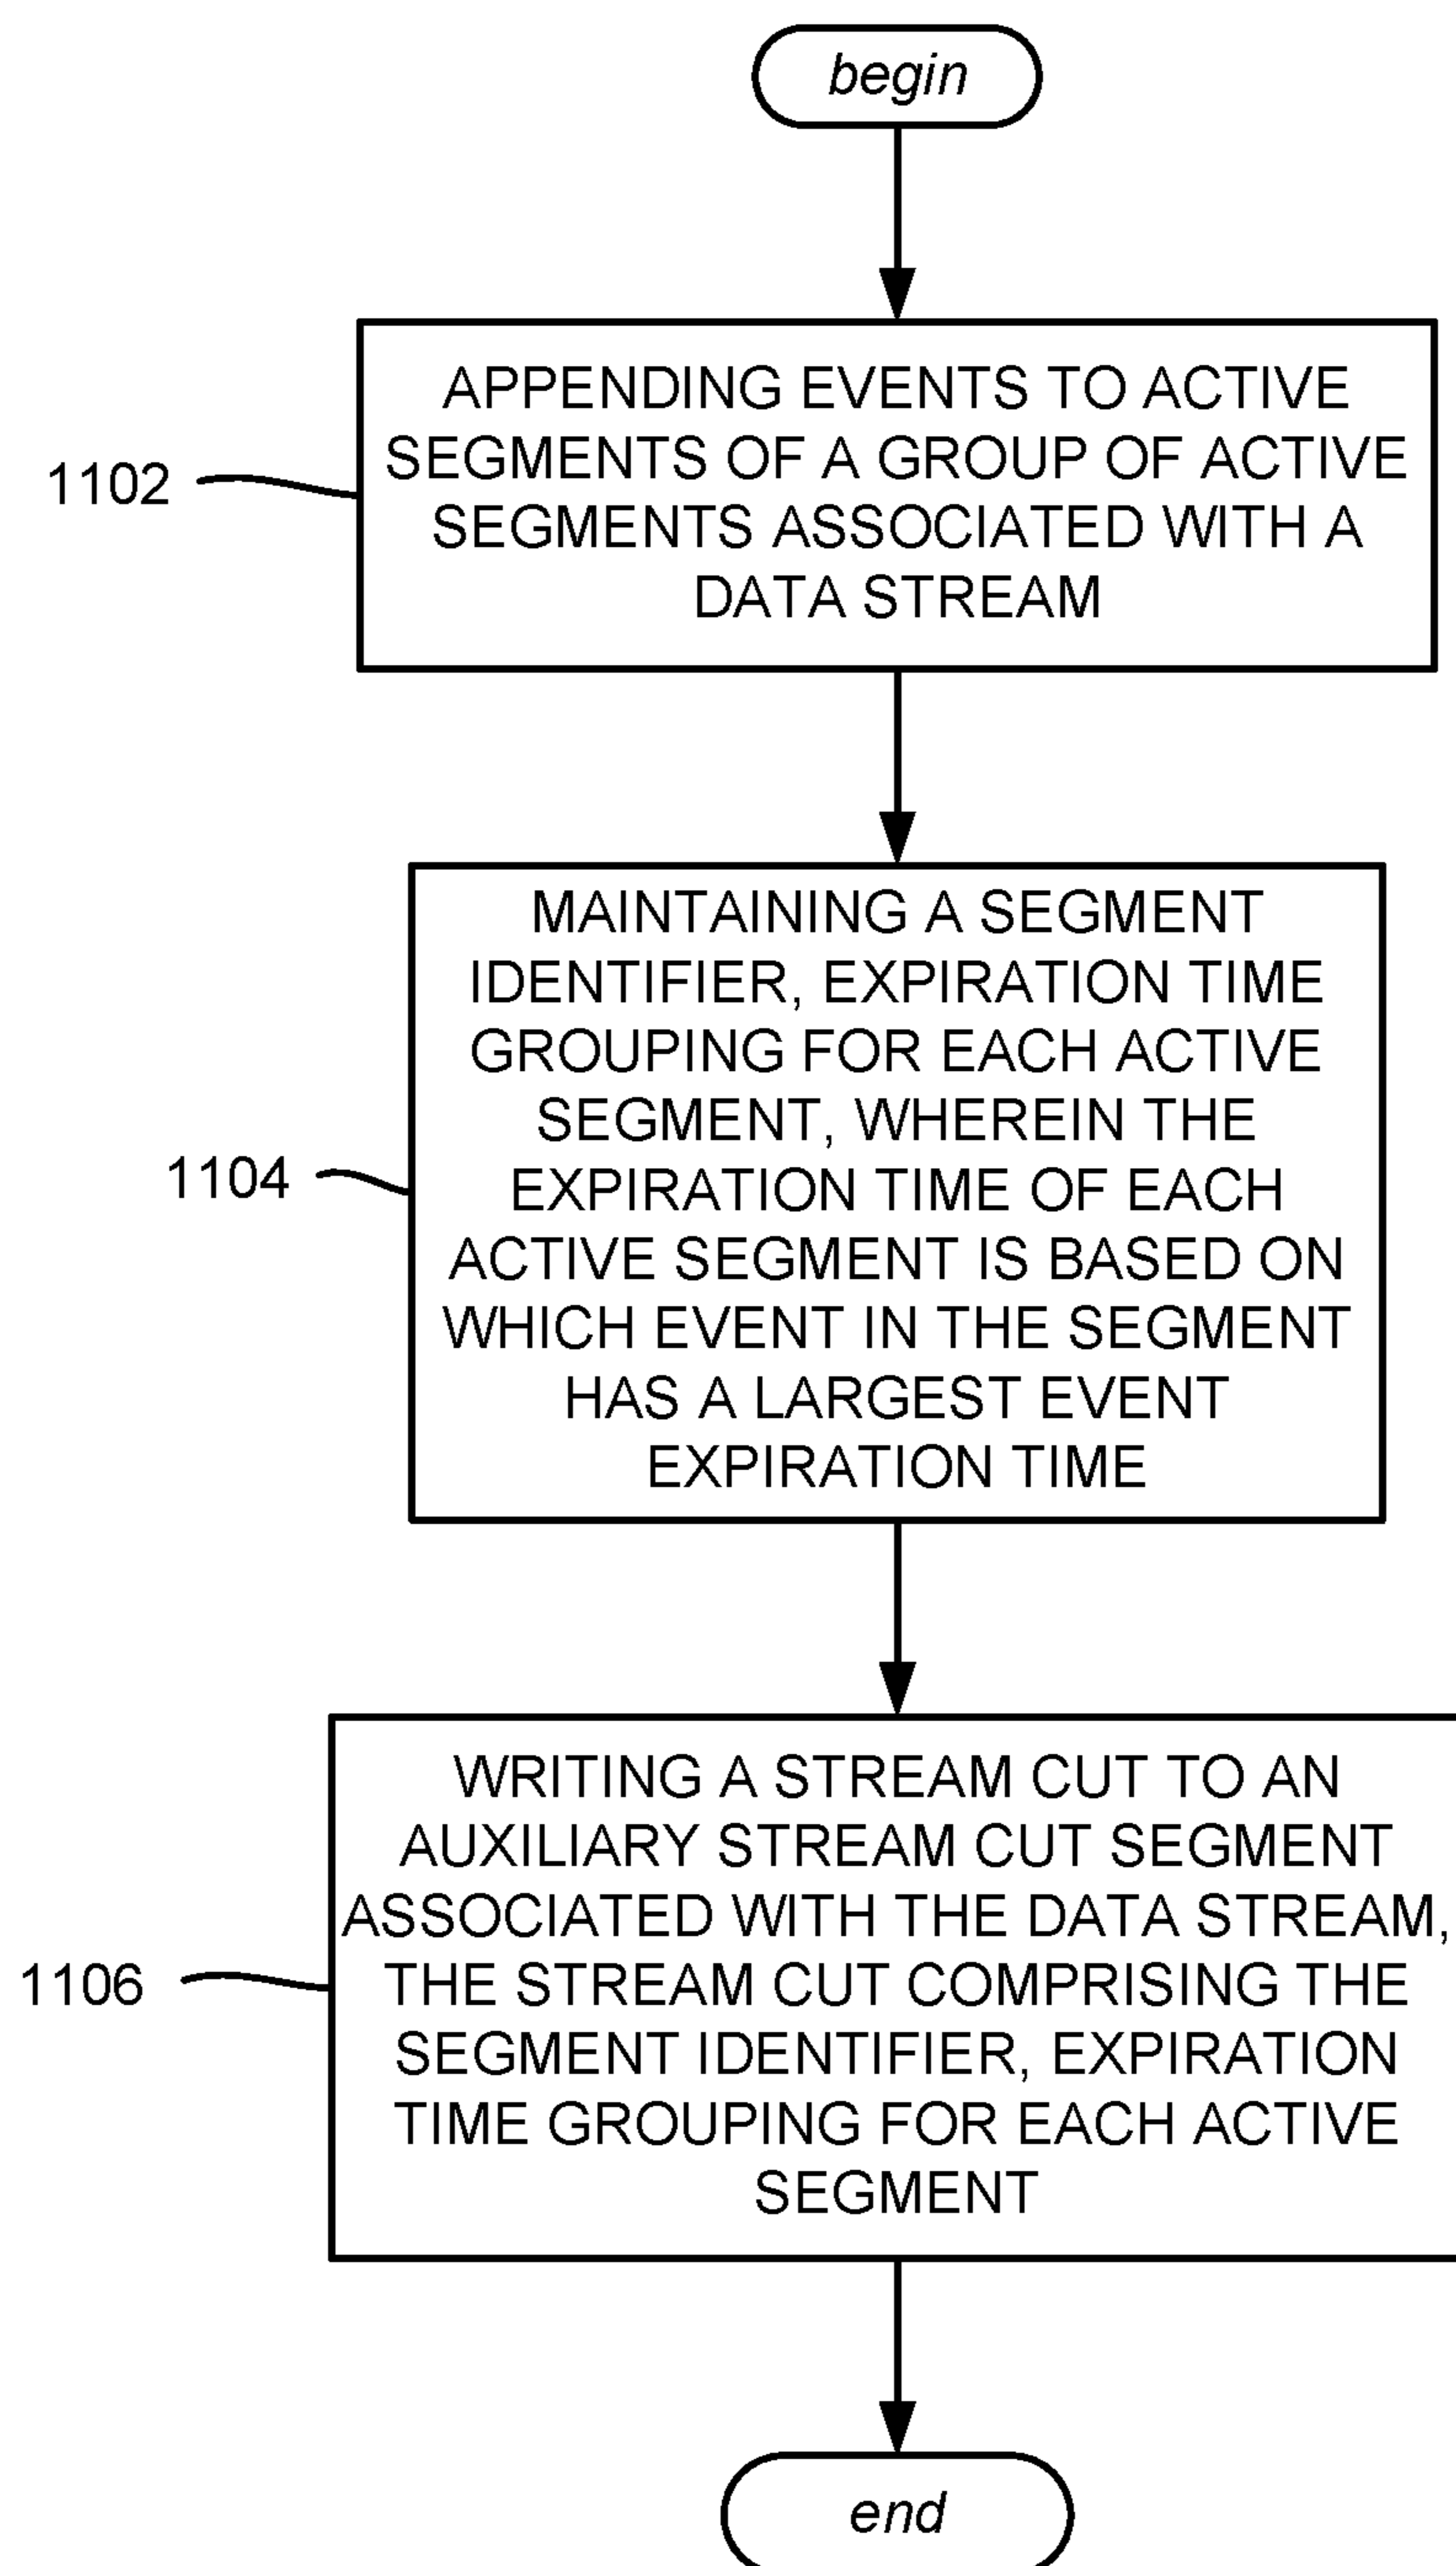 begin
APPENDING EVENTS TO ACTIVE
SEGMENTS OF A GROUP OF ACTIVE
SEGMENTS ASSOCIATED WITH A
DATA STREAM
1102
MAINTAINING A SEGMENT
IDENTIFIER, EXPIRATION TIME
GROUPING FOR EACH ACTIVE
SEGMENT, WHEREIN THE
EXPIRATION TIME OF EACH
ACTIVE SEGMENT IS BASED ON
WHICH EVENT IN THE SEGMENT
HAS A LARGEST EVENT
EXPIRATION TIME
1104
WRITING A STREAM CUT TO AN
AUXILIARY STREAM CUT SEGMENT
ASSOCIATED WITH THE DATA STREAM,
THE STREAM CUT COMPRISING THE
SEGMENT IDENTIFIER, EXPIRATION
TIME GROUPING FOR EACH ACTIVE
SEGMENT
1106
end